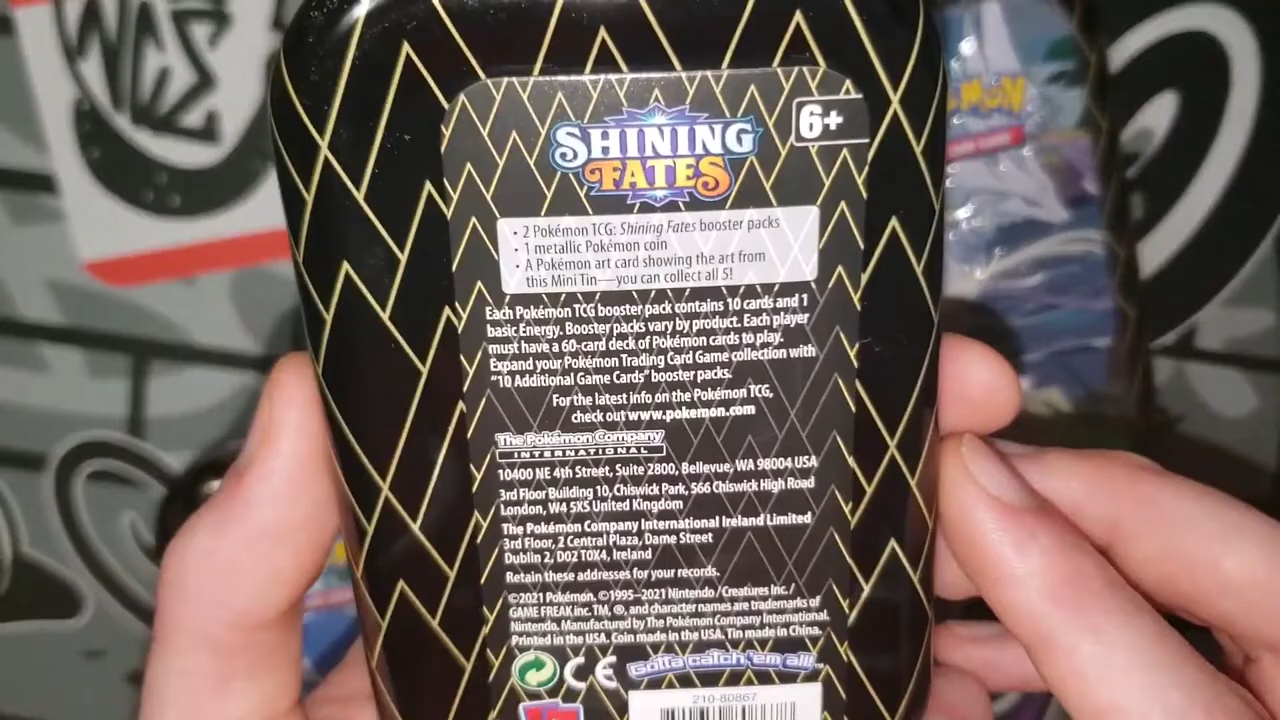 NCE
MON
SHINING
FATES
6+
• 2 Pokémon TCG: Shining Fates booster packs
• 1 metallic Pokémon coin
• A Pokémon art card showing the art from
this Mini Tin—you can collect all 5!
Each Pokémon TCG booster pack contains 10 cards and 1
basic Energy. Booster packs vary by product. Each player
must have a 60-card deck of Pokémon cards to play.
Expand your Pokémon Trading Card Game collection with
"10 Additional Game Cards" booster packs.
For the latest info on the Pokémon TCG,
check out www.pokemon.com
The Pokémon Company
INTERNATIONAL
10400 NE 4th Street, Suite 2800, Bellevue, WA 98004 USA
3rd Floor Building 10, Chiswick Park, 566 Chiswick High Road
London, W4 5XS United Kingdom
The Pokémon Company International Ireland Limited
3rd Floor, 2 Central Plaza, Dame Street
Dublin 2, D02 T0X4, Ireland
Retain these addresses for your records.
©2021 Pokémon. ©1995–2021 Nintendo / Creatures Inc. /
GAME FREAK inc. TM, ®, and character names are trademarks of
Nintendo. Manufactured by The Pokémon Company International.
Printed in the USA. Coin made in the USA. Tin made in China.
CE Gotta catch 'em all!™
210-80867